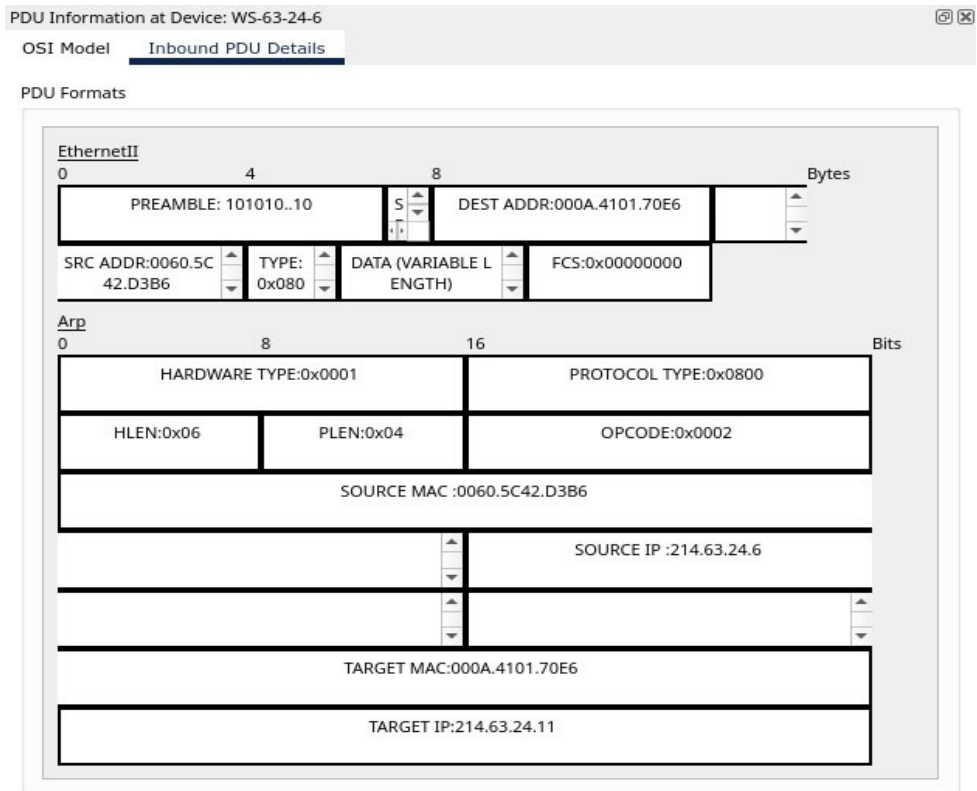 PDU Information at Device: WS-63-24-6
OSI Model Inbound PDU Details
PDU Formats
EthernetII
0 4 8 Bytes
PREAMBLE: 101010..10 S DEST ADDR:000A.4101.70E6
SRC ADDR:0060.5C TYPE: DATA (VARIABLE L FCS:0x00000000
42.D3B6 0x080 ENGTH)
Arp
0 8 16 Bits
HARDWARE TYPE:0x0001 PROTOCOL TYPE:0x0800
HLEN:0x06 PLEN:0x04 OPCODE:0x0002
SOURCE MAC :0060.5C42.D3B6
SOURCE IP :214.63.24.6
TARGET MAC:000A.4101.70E6
TARGET IP:214.63.24.11